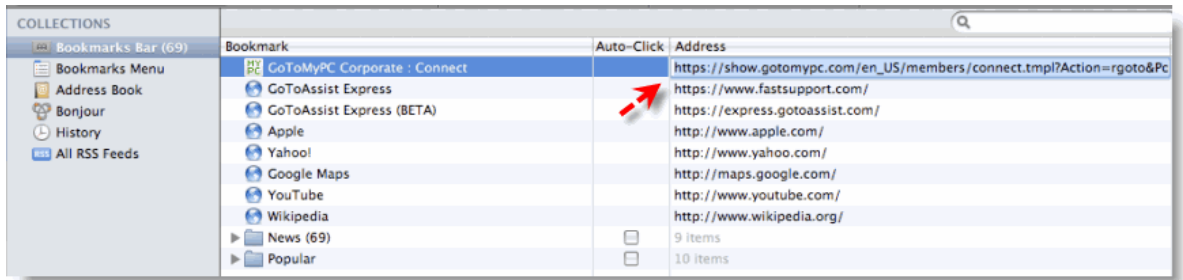 COLLECTIONS
Bookmarks Bar (69)
Bookmarks Menu
Address Book
Bonjour
History
RSS All RSS Feeds
Bookmark Auto-Click Address
MY PC GoToMyPC Corporate : Connect https://show.gotomypc.com/en_US/members/connect.tmpl?Action=rgoto&Pc
GoToAssist Express https://www.fastsupport.com/
GoToAssist Express (BETA) https://express.gotoassist.com/
Apple http://www.apple.com/
Yahoo! http://www.yahoo.com/
Google Maps http://maps.google.com/
YouTube http://www.youtube.com/
Wikipedia http://www.wikipedia.org/
News (69) 9 items
Popular 10 items